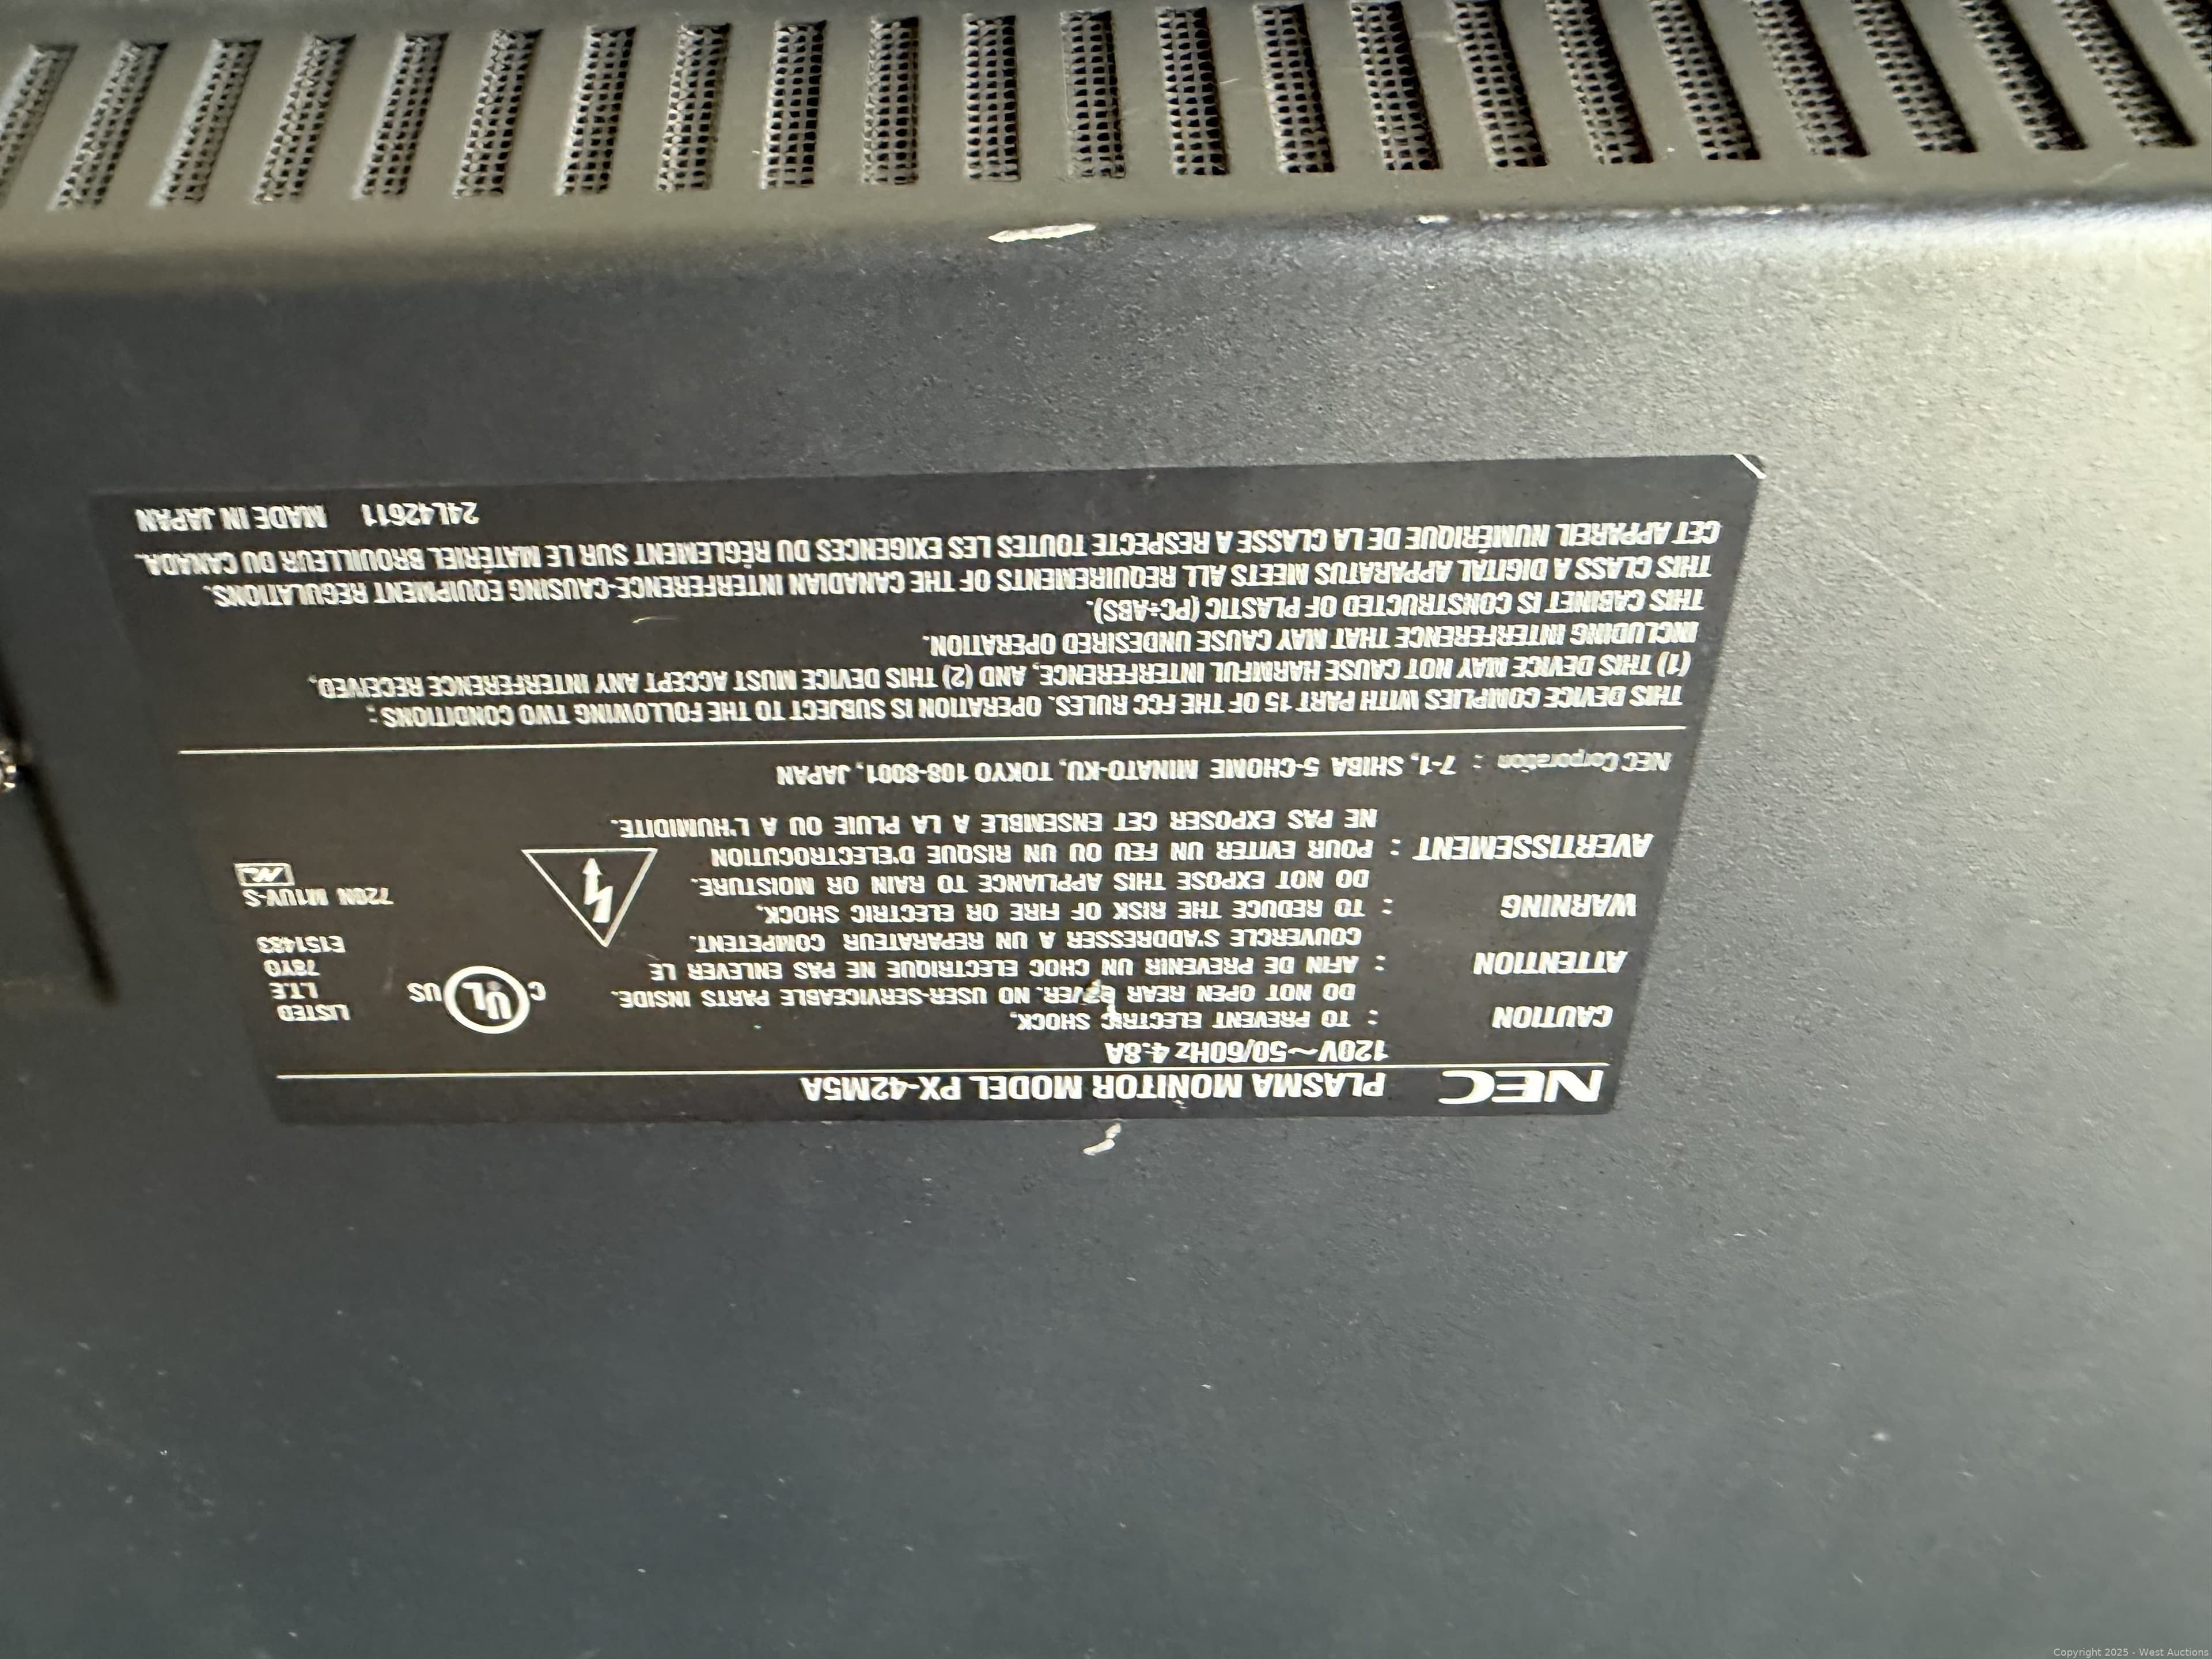 NEC PLASMA MONITOR MODEL PX-42M5A
120V~50/60Hz 4.8A
CAUTION : TO PREVENT ELECTRIC SHOCK,
DO NOT OPEN REAR COVER. NO USER-SERVICEABLE PARTS INSIDE.
ATTENTION : AFIN DE PREVENIR UN CHOC ELECTRIQUE NE PAS ENLEVER LE
COUVERCLE S'ADDRESSER A UN REPARATEUR COMPETENT.
WARNING : TO REDUCE THE RISK OF FIRE OR ELECTRIC SHOCK,
DO NOT EXPOSE THIS APPLIANCE TO RAIN OR MOISTURE.
AVERTISSEMENT : POUR EVITER UN FEU OU UN RISQUE D'ELECTROCUTION
NE PAS EXPOSER CET ENSEMBLE A LA PLUIE OU A L'HUMIDITE.
C UL US
LISTED
I.T.E
78Y0
E151483
720N M1UV-S
NEC Corporation : 7-1, SHIBA 5-CHOME MINATO-KU, TOKYO 108-8001, JAPAN
THIS DEVICE COMPLIES WITH PART 15 OF THE FCC RULES. OPERATION IS SUBJECT TO THE FOLLOWING TWO CONDITIONS :
(1) THIS DEVICE MAY NOT CAUSE HARMFUL INTERFERENCE, AND (2) THIS DEVICE MUST ACCEPT ANY INTERFERENCE RECEIVED,
INCLUDING INTERFERENCE THAT MAY CAUSE UNDESIRED OPERATION.
THIS CABINET IS CONSTRUCTED OF PLASTIC (PC+ABS).
THIS CLASS A DIGITAL APPARATUS MEETS ALL REQUIREMENTS OF THE CANADIAN INTERFERENCE-CAUSING EQUIPMENT REGULATIONS.
CET APPAREIL NUMÉRIQUE DE LA CLASSE A RESPECTE TOUTES LES EXIGENCES DU RÉGLEMENT SUR LE MATÉRIEL BROUILLEUR DU CANADA.
24L42611 MADE IN JAPAN
Copyright 2025 - West Auctions